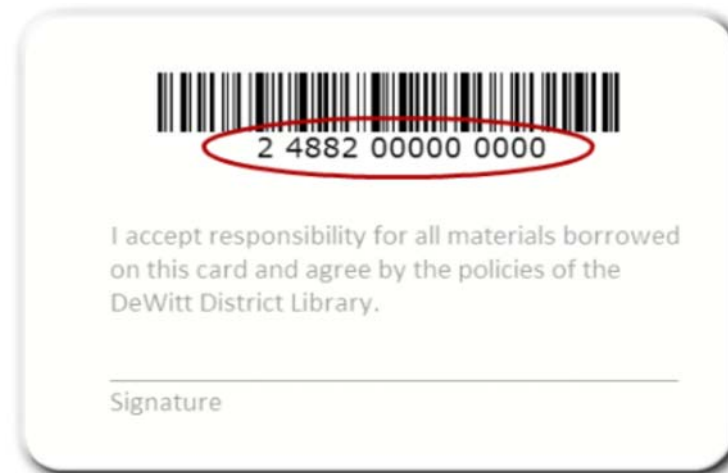 2 4882 00000 0000
I accept responsibility for all materials borrowed
on this card and agree by the policies of the
DeWitt District Library.
Signature